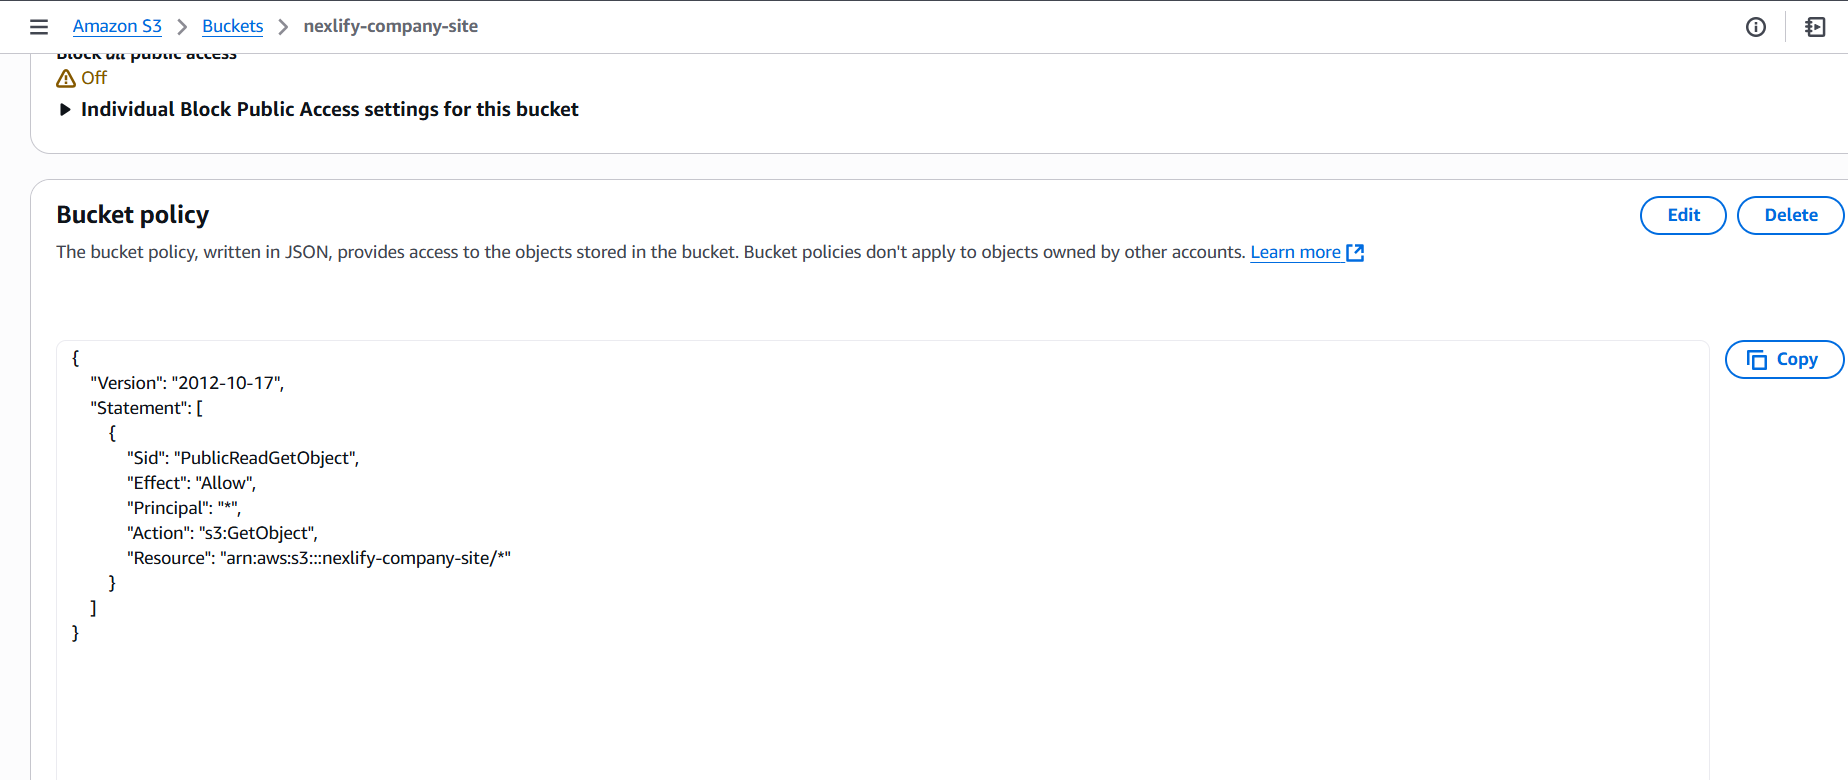 Amazon S3 > Buckets > nexlify-company-site
Block all public access
Off
Individual Block Public Access settings for this bucket
Bucket policy
Edit
Delete
The bucket policy, written in JSON, provides access to the objects stored in the bucket. Bucket policies don't apply to objects owned by other accounts. Learn more
Copy
{
"Version": "2012-10-17",
"Statement": [
{
"Sid": "PublicReadGetObject",
"Effect": "Allow",
"Principal": "*",
"Action": "s3:GetObject",
"Resource": "arn:aws:s3:::nexlify-company-site/*"
}
]
}